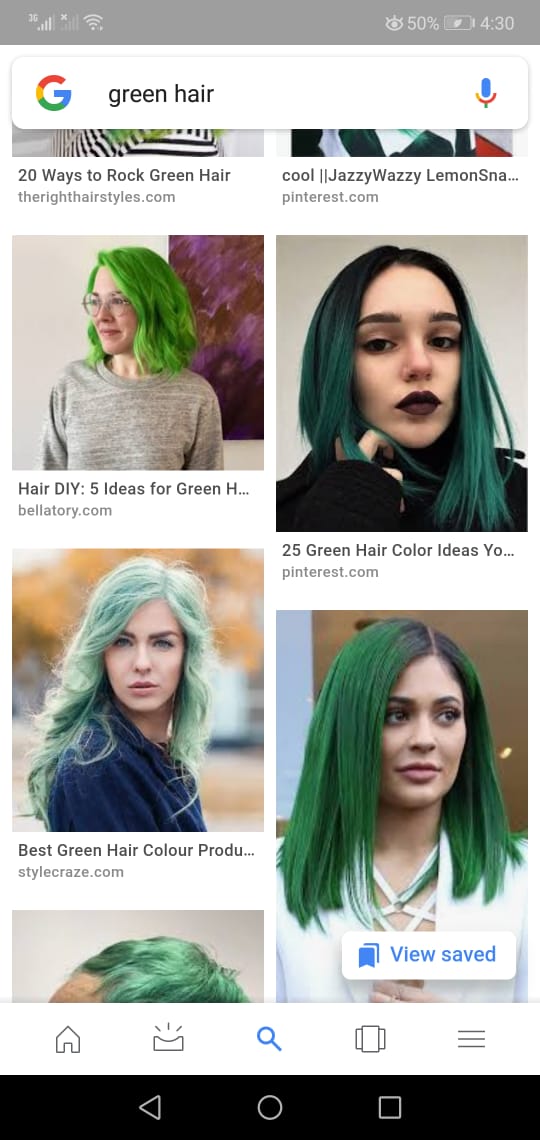 3G 50% 4:30
green hair
20 Ways to Rock Green Hair
therighthairstyles.com
cool ||JazzyWazzy LemonSna...
pinterest.com
Hair DIY: 5 Ideas for Green H...
bellatory.com
25 Green Hair Color Ideas Yo...
pinterest.com
Best Green Hair Colour Produ...
stylecraze.com
View saved